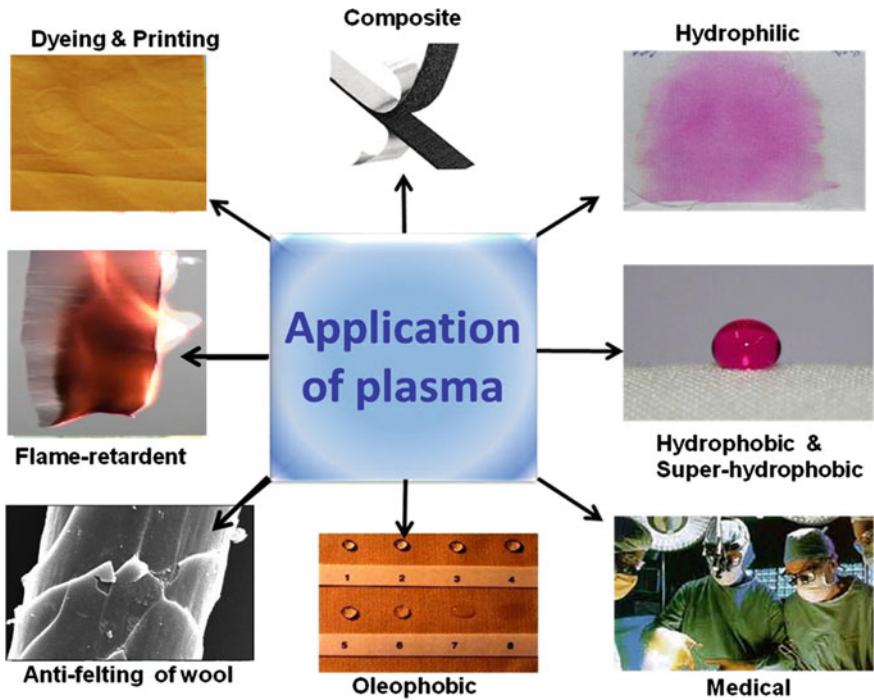 Composite
Dyeing & Printing
Hydrophilic
Application
of plasma
Flame-retardent
Hydrophobic &
Super-hydrophobic
1 2 3 4
5 6 7 8
Anti-felting of wool
Oleophobic
Medical